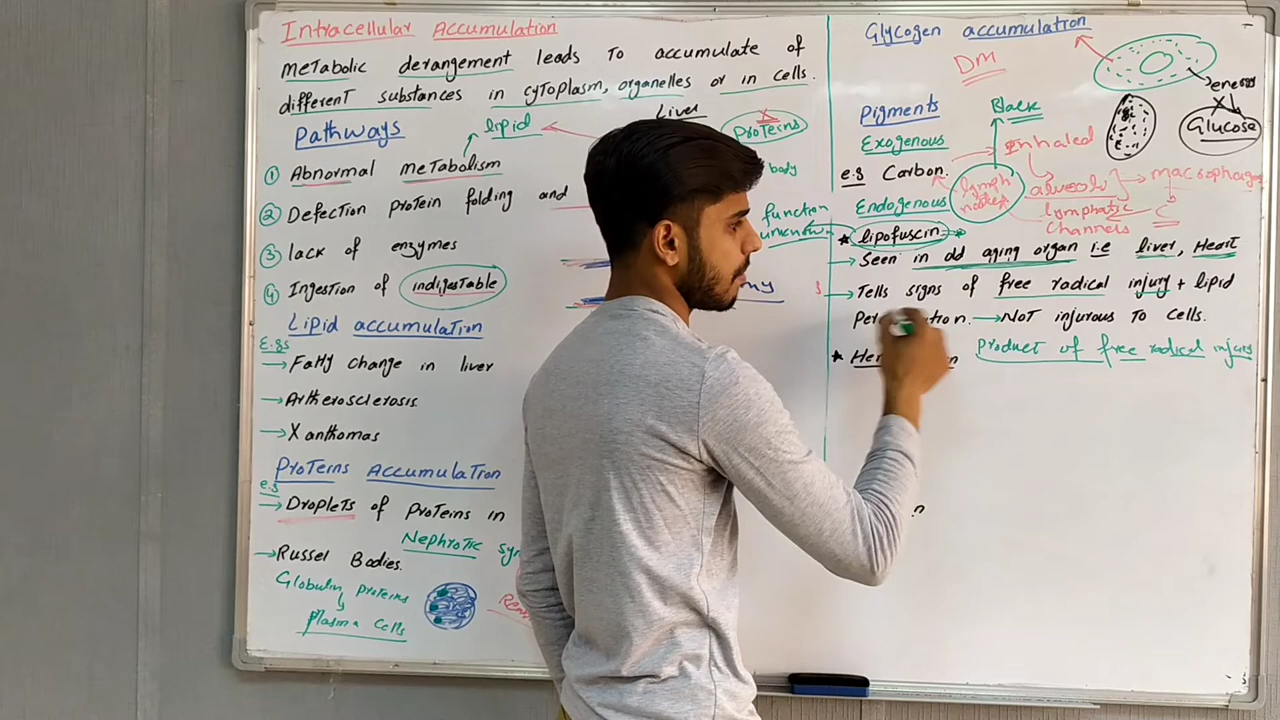 Intracellular Accumulation
Metabolic derangement leads to accumulate of
different substances in cytoplasm, organelles or in cells.
Pathways
lipid
Liver
Proteins
① Abnormal metabolism
body
② Defection protein folding and
③ lack of enzymes
④ Ingestion of indigestable
Lipid accumulation
E.gs
→ Fatty change in liver
→ Artherosclerosis
→ Xanthomas
Proteins Accumulation
e.g
→ Droplets of proteins in
Nephrotic
→ Russel Bodies.
Globulin proteins
Plasma cells
Glycogen accumulation
DM
energy
Glucose
Pigments
Black
Exogenous
Inhaled
e.g Carbon.
lymph nodes
alveoli
macrophages
Endogenous
lymphatic
channels
function
unknown
* lipofuscin
→ Seen in old aging organ i.e liver, Heart
→ Tells signs of free radical injury + lipid
→ NOT injurous to cells.
Product of free radical injury